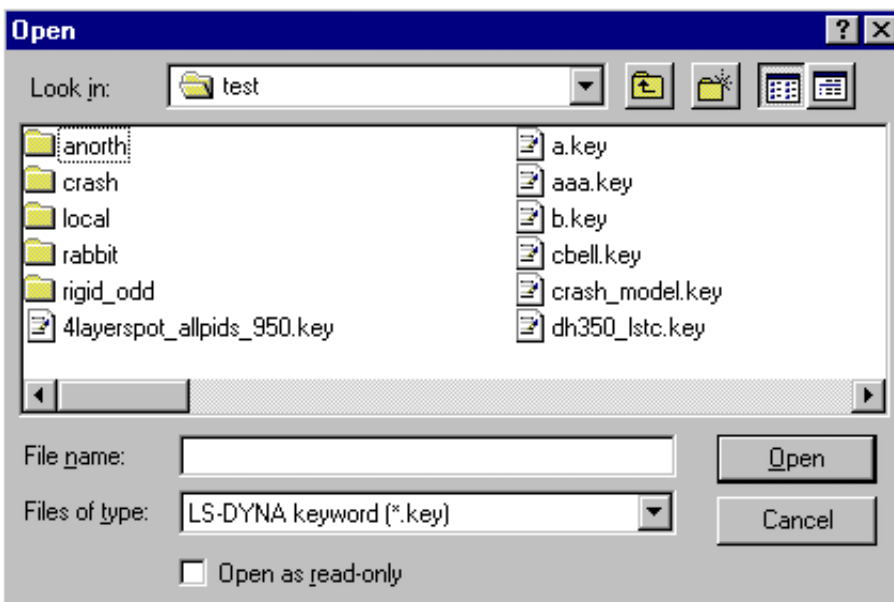 Open
Look in: test
anorth
crash
local
rabbit
rigid_odd
4layerspot_allpids_950.key
a.key
aaa.key
b.key
cbell.key
crash_model.key
dh350_lstc.key
File name:
Open
Files of type: LS-DYNA keyword (*.key)
Cancel
Open as read-only